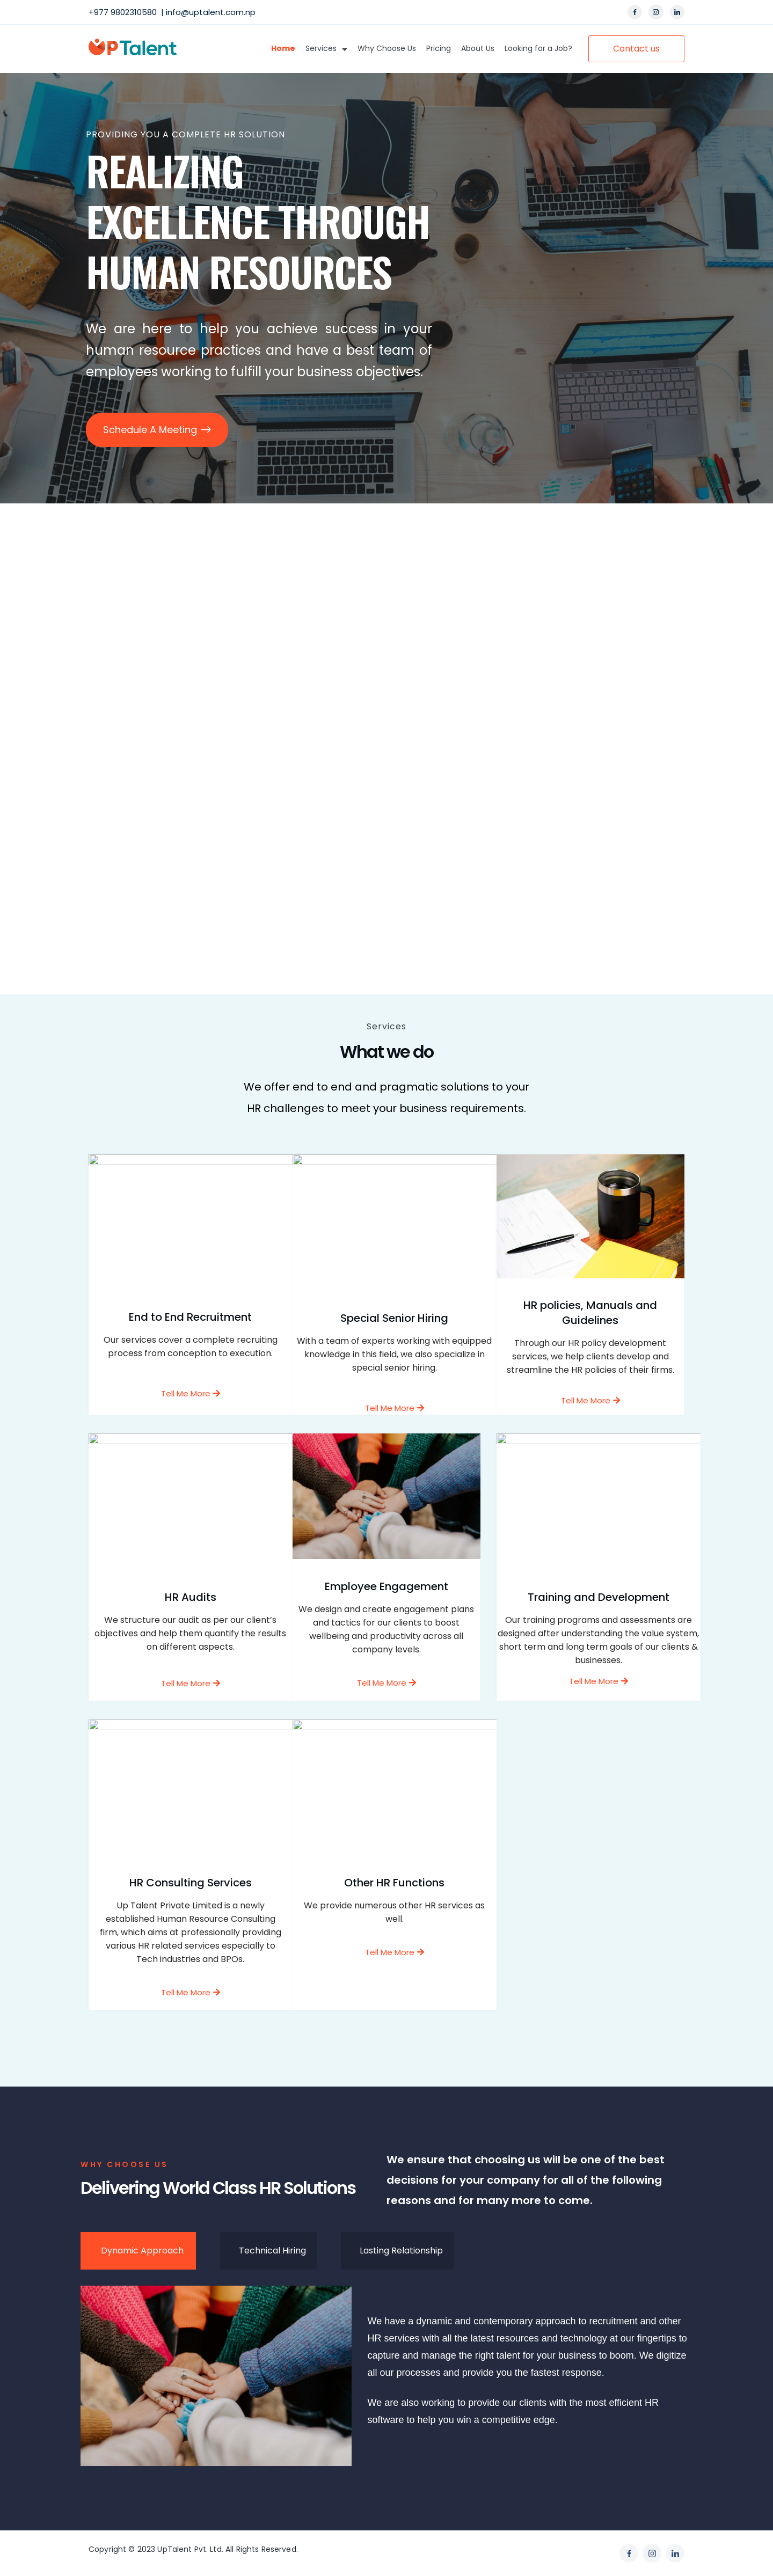 +977 9802310580 | info@uptalent.com.np
UPTalent
Home Services Why Choose Us Pricing About Us Looking for a Job? Contact us
PROVIDING YOU A COMPLETE HR SOLUTION
REALIZING
EXCELLENCE THROUGH
HUMAN RESOURCES
We are here to help you achieve success in your
human resource practices and have a best team of
employees working to fulfill your business objectives.
Schedule A Meeting
Services
What we do
We offer end to end and pragmatic solutions to your
HR challenges to meet your business requirements.
End to End Recruitment
Our services cover a complete recruiting
process from conception to execution.
Tell Me More
Special Senior Hiring
With a team of experts working with equipped
knowledge in this field, we also specialize in
special senior hiring.
Tell Me More
HR policies, Manuals and
Guidelines
Through our HR policy development
services, we help clients develop and
streamline the HR policies of their firms.
Tell Me More
HR Audits
We structure our audit as per our client’s
objectives and help them quantify the results
on different aspects.
Tell Me More
Employee Engagement
We design and create engagement plans
and tactics for our clients to boost
wellbeing and productivity across all
company levels.
Tell Me More
Training and Development
Our training programs and assessments are
designed after understanding the value system,
short term and long term goals of our clients &
businesses.
Tell Me More
HR Consulting Services
Up Talent Private Limited is a newly
established Human Resource Consulting
firm, which aims at professionally providing
various HR related services especially to
Tech industries and BPOs.
Tell Me More
Other HR Functions
We provide numerous other HR services as
well.
Tell Me More
WHY CHOOSE US
Delivering World Class HR Solutions
We ensure that choosing us will be one of the best
decisions for your company for all of the following
reasons and for many more to come.
Dynamic Approach
Technical Hiring
Lasting Relationship
We have a dynamic and contemporary approach to recruitment and other
HR services with all the latest resources and technology at our fingertips to
capture and manage the right talent for your business to boom. We digitize
all our processes and provide you the fastest response.
We are also working to provide our clients with the most efficient HR
software to help you win a competitive edge.
Copyright © 2023 UpTalent Pvt. Ltd. All Rights Reserved.